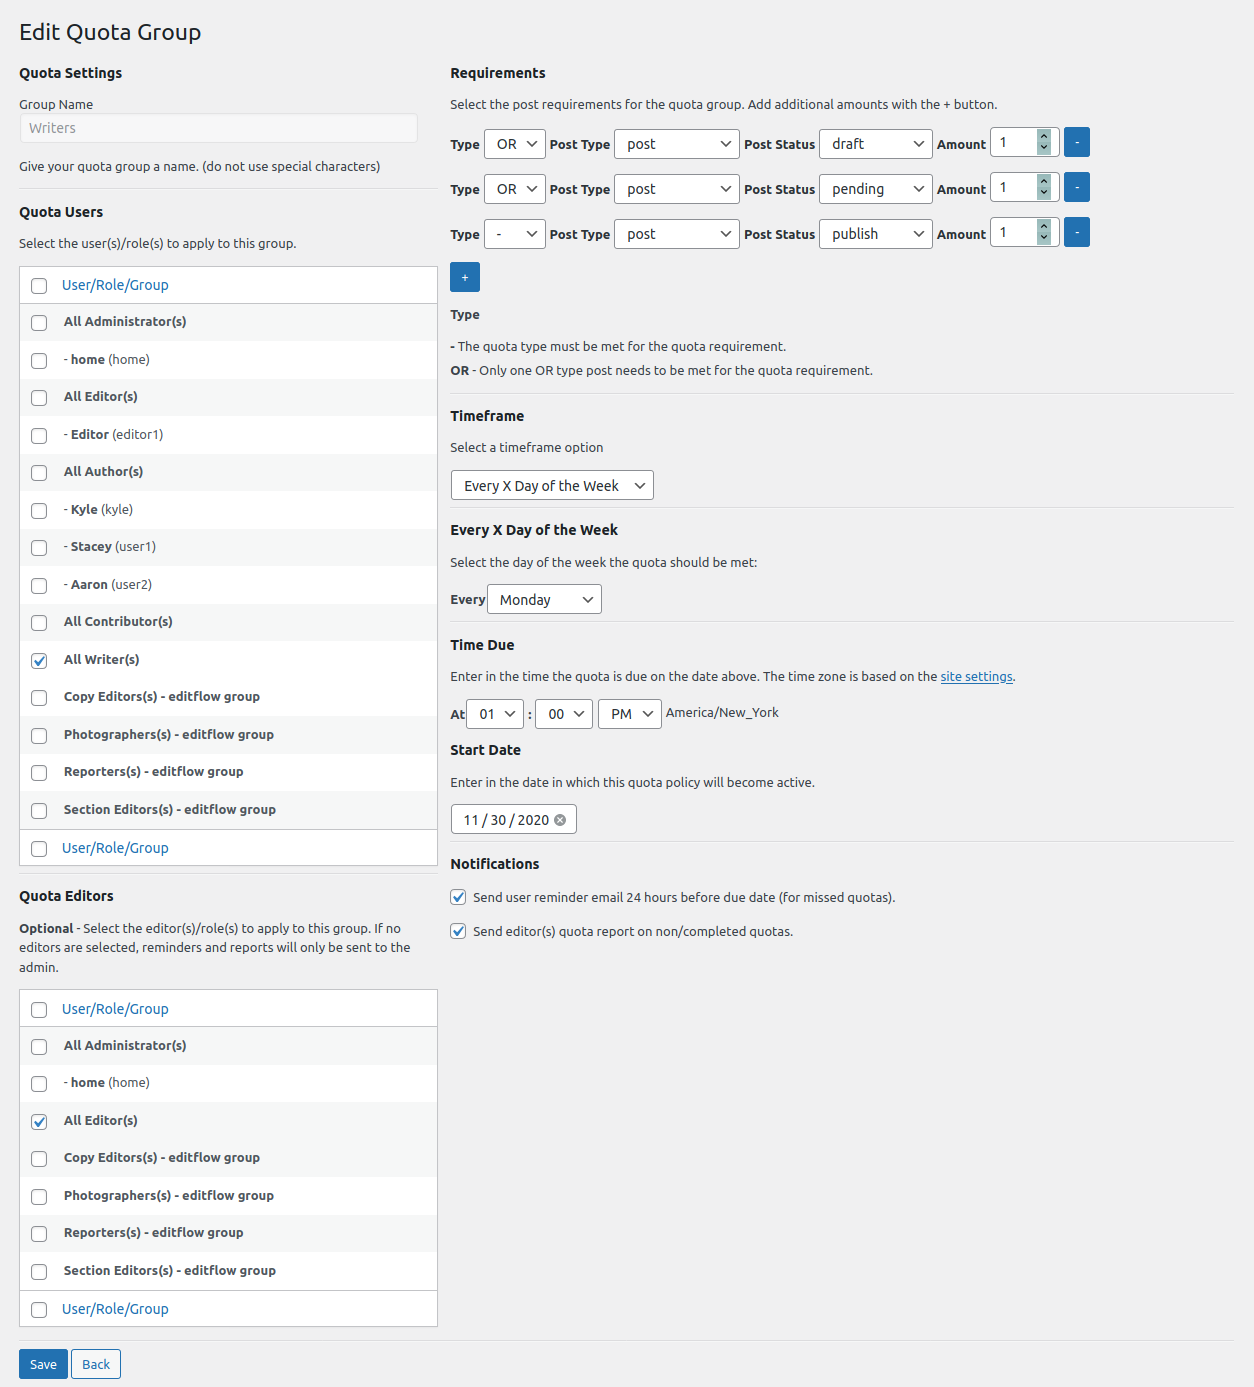 Edit Quota Group
Quota Settings
Group Name
Writers
Give your quota group a name. (do not use special characters)
Quota Users
Select the user(s)/role(s) to apply to this group.
User/Role/Group
All Administrator(s)
- home (home)
All Editor(s)
- Editor (editor1)
All Author(s)
- Kyle (kyle)
- Stacey (user1)
- Aaron (user2)
All Contributor(s)
All Writer(s)
Copy Editors(s) - editflow group
Photographers(s) - editflow group
Reporters(s) - editflow group
Section Editors(s) - editflow group
User/Role/Group
Quota Editors
Optional - Select the editor(s)/role(s) to apply to this group. If no
editors are selected, reminders and reports will only be sent to the
admin.
User/Role/Group
All Administrator(s)
- home (home)
All Editor(s)
Copy Editors(s) - editflow group
Photographers(s) - editflow group
Reporters(s) - editflow group
Section Editors(s) - editflow group
User/Role/Group
Save Back
Requirements
Select the post requirements for the quota group. Add additional amounts with the + button.
Type OR Post Type post Post Status draft Amount 1 -
Type OR Post Type post Post Status pending Amount 1 -
Type - Post Type post Post Status publish Amount 1 -
+
Type
- The quota type must be met for the quota requirement.
OR - Only one OR type post needs to be met for the quota requirement.
Timeframe
Select a timeframe option
Every X Day of the Week
Every X Day of the Week
Select the day of the week the quota should be met:
Every Monday
Time Due
Enter in the time the quota is due on the date above. The time zone is based on the site settings.
At 01 : 00 PM America/New_York
Start Date
Enter in the date in which this quota policy will become active.
11 / 30 / 2020
Notifications
Send user reminder email 24 hours before due date (for missed quotas).
Send editor(s) quota report on non/completed quotas.